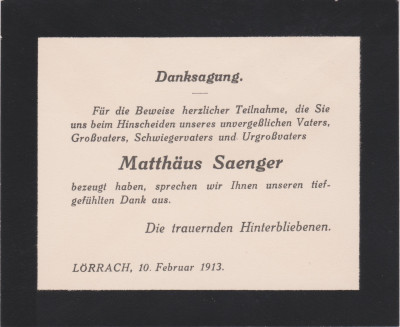 Danksagung.
Für die Beweise herzlicher Teilnahme, die Sie
uns beim Hinscheiden unseres unvergeßlichen Vaters,
Großvaters, Schwiegervaters und Urgroßvaters
Matthäus Saenger
bezeugt haben, sprechen wir Ihnen unseren tief-
gefühlten Dank aus.
Die trauernden Hinterbliebenen.
LÖRRACH, 10. Februar 1913.